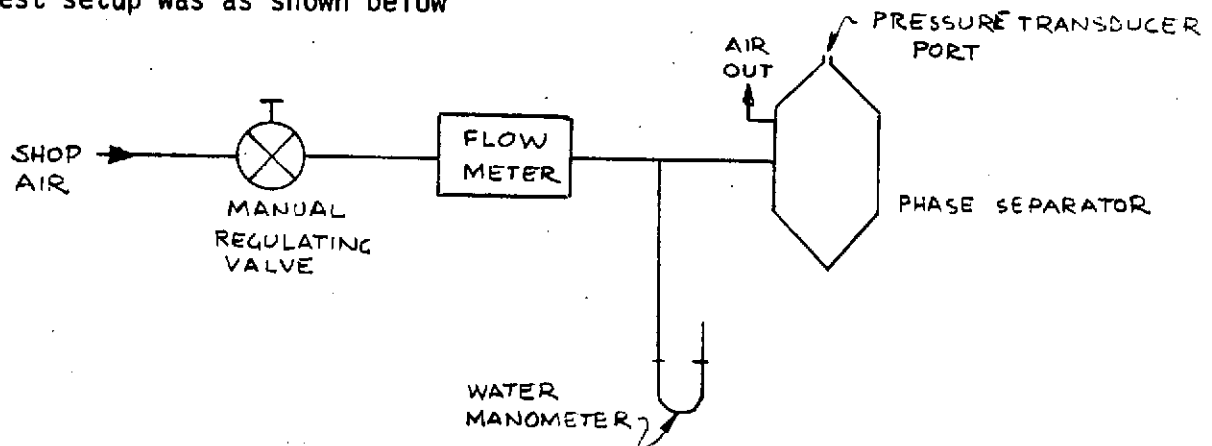 est setup was as shown below
PRESSURE TRANSDUCER
PORT
AIR
OUT
SHOP
AIR
FLOW
METER
MANUAL
REGULATING
VALVE
PHASE SEPARATOR
WATER
MANOMETER